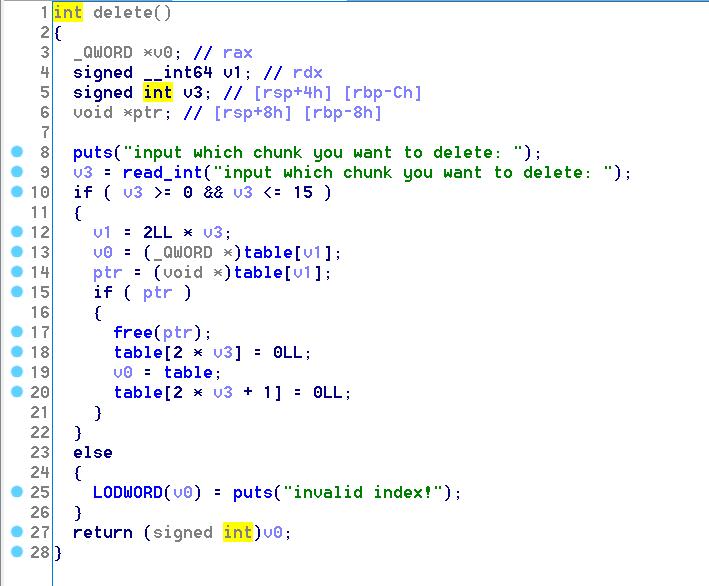 1 int delete()
2 {
3 _QWORD *v0; // rax
4 signed __int64 v1; // rdx
5 signed int v3; // [rsp+4h] [rbp-Ch]
6 void *ptr; // [rsp+8h] [rbp-8h]
7
8 puts("input which chunk you want to delete: ");
9 v3 = read_int("input which chunk you want to delete: ");
10 if ( v3 >= 0 && v3 <= 15 )
11 {
12 v1 = 2LL * v3;
13 v0 = (_QWORD *)table[v1];
14 ptr = (void *)table[v1];
15 if ( ptr )
16 {
17 free(ptr);
18 table[2 * v3] = 0LL;
19 v0 = table;
20 table[2 * v3 + 1] = 0LL;
21 }
22 }
23 else
24 {
25 LODWORD(v0) = puts("invalid index!");
26 }
27 return (signed int)v0;
28 }